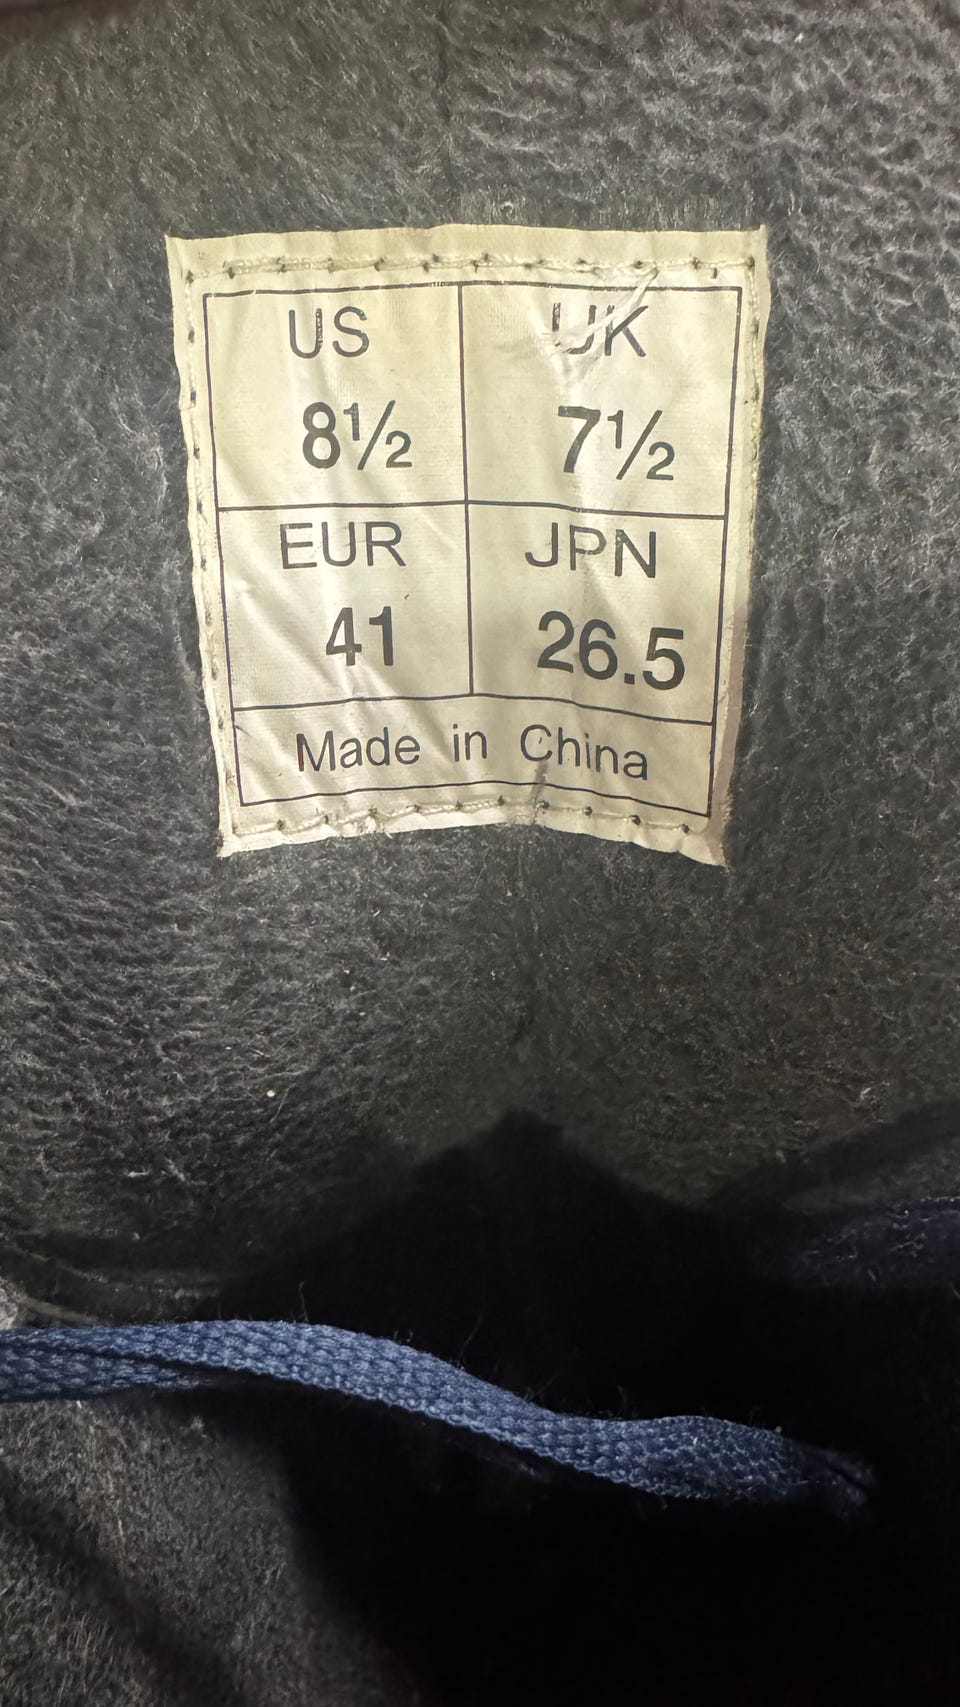 US UK
8½ 7½
EUR JPN
41 26.5
Made in China